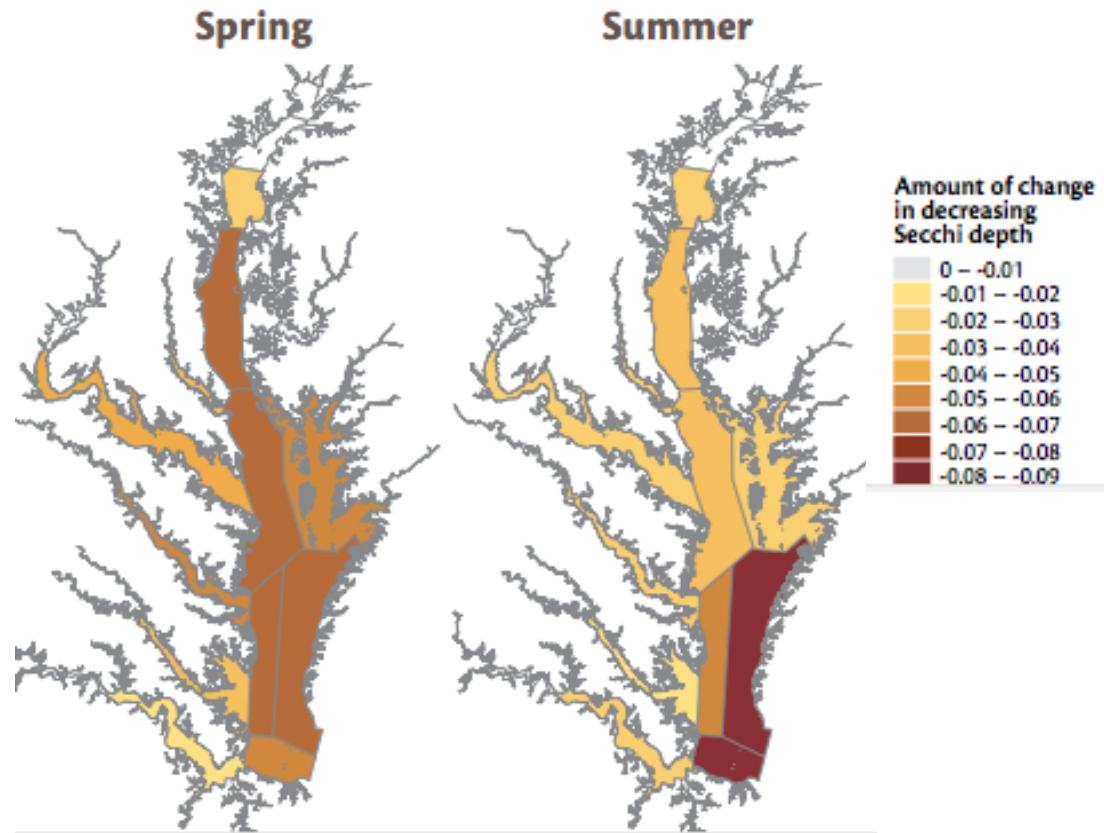 Spring
Summer
Amount of change
in decreasing
Secchi depth
0 – -0.01
-0.01 – -0.02
-0.02 – -0.03
-0.03 – -0.04
-0.04 – -0.05
-0.05 – -0.06
-0.06 – -0.07
-0.07 – -0.08
-0.08 – -0.09